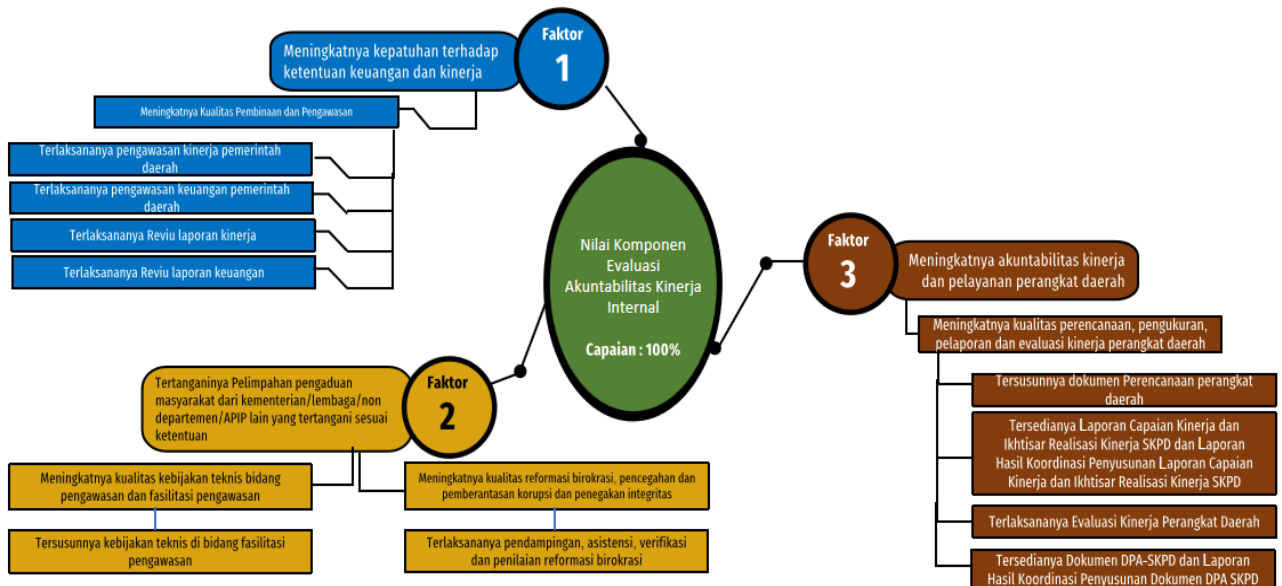 Faktor
1
Meningkatnya kepatuhan terhadap
ketentuan keuangan dan kinerja
Meningkatnya Kualitas Pembinaan dan Pengawasan
Terlaksananya pengawasan kinerja pemerintah
daerah
Terlaksananya pengawasan keuangan pemerintah
daerah
Terlaksananya Reviu laporan kinerja
Terlaksananya Reviu laporan keuangan
Nilai Komponen
Evaluasi
Akuntabilitas Kinerja
Internal
Capaian : 100%
Faktor
2
Tertanganinya Pelimpahan pengaduan
masyarakat dari kementerian/lembaga/non
departemen/APIP lain yang tertangani sesuai
ketentuan
Meningkatnya kualitas kebijakan teknis bidang
pengawasan dan fasilitasi pengawasan
Tersusunnya kebijakan teknis di bidang fasilitasi
pengawasan
Meningkatnya kualitas reformasi birokrasi, pencegahan dan
pemberantasan korupsi dan penegakan integritas
Terlaksananya pendampingan, asistensi, verifikasi
dan penilaian reformasi birokrasi
Faktor
3
Meningkatnya akuntabilitas kinerja
dan pelayanan perangkat daerah
Meningkatnya kualitas perencanaan, pengukuran,
pelaporan dan evaluasi kinerja perangkat daerah
Tersusunnya dokumen Perencanaan perangkat
daerah
Tersedianya Laporan Capaian Kinerja dan
Ikhtisar Realisasi Kinerja SKPD dan Laporan
Hasil Koordinasi Penyusunan Laporan Capaian
Kinerja dan Ikhtisar Realisasi Kinerja SKPD
Terlaksananya Evaluasi Kinerja Perangkat Daerah
Tersedianya Dokumen DPA-SKPD dan Laporan
Hasil Koordinasi Penyusunan Dokumen DPA SKPD